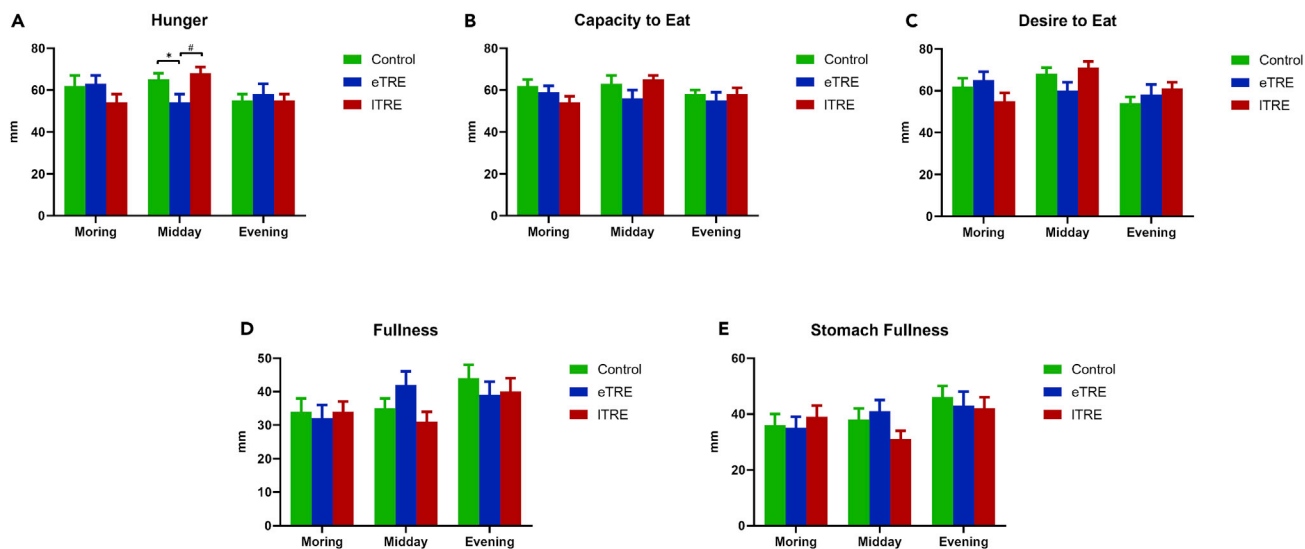 A
Hunger
80
60
40
20
0
mm
*
#
Moring Midday Evening
Control
eTRE
lTRE
B
Capacity to Eat
80
60
40
20
0
mm
Moring Midday Evening
Control
eTRE
lTRE
C
Desire to Eat
80
60
40
20
0
mm
Moring Midday Evening
Control
eTRE
lTRE
D
Fullness
50
40
30
20
10
0
mm
Moring Midday Evening
Control
eTRE
lTRE
E
Stomach Fullness
60
40
20
0
mm
Moring Midday Evening
Control
eTRE
lTRE